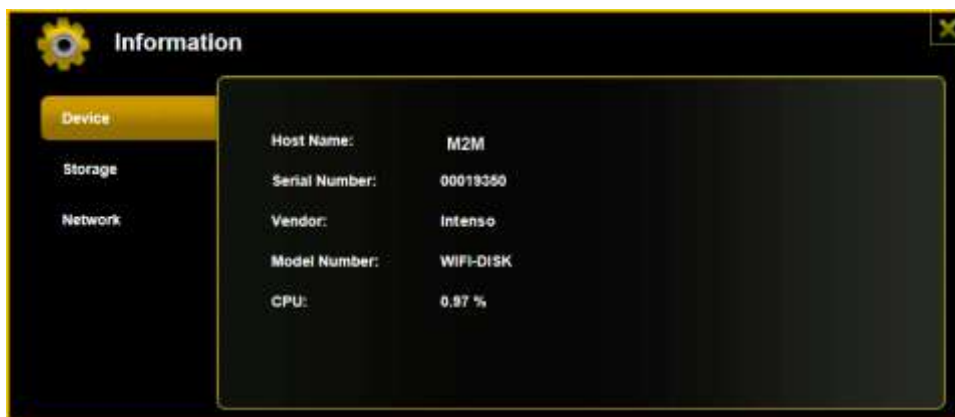 Information
Device
Storage
Network
Host Name: M2M
Serial Number: 00019350
Vendor: Intenso
Model Number: WIFI-DISK
CPU: 0.97 %